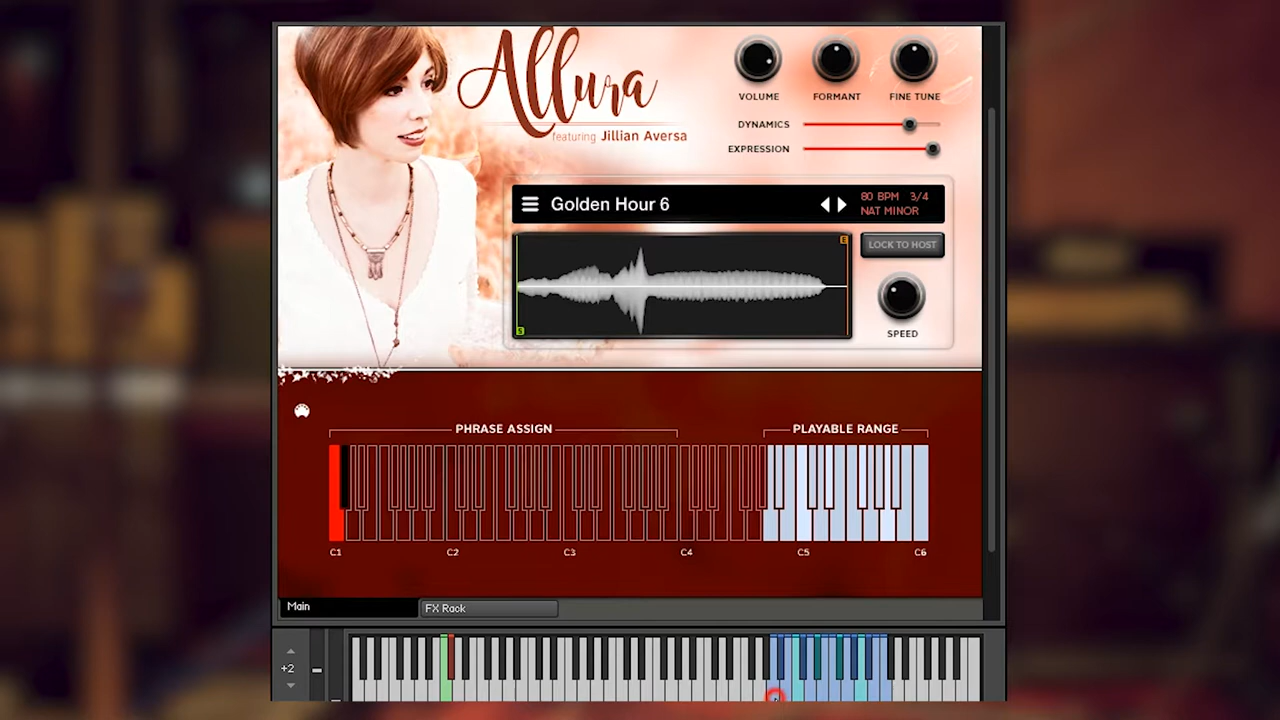 Allura
featuring Jillian Aversa
VOLUME FORMANT FINE TUNE
DYNAMICS
EXPRESSION
Golden Hour 6
80 BPM 3/4
NAT MINOR
E
LOCK TO HOST
S
SPEED
PHRASE ASSIGN PLAYABLE RANGE
C1 C2 C3 C4 C5 C6
Main FX Rack
+2